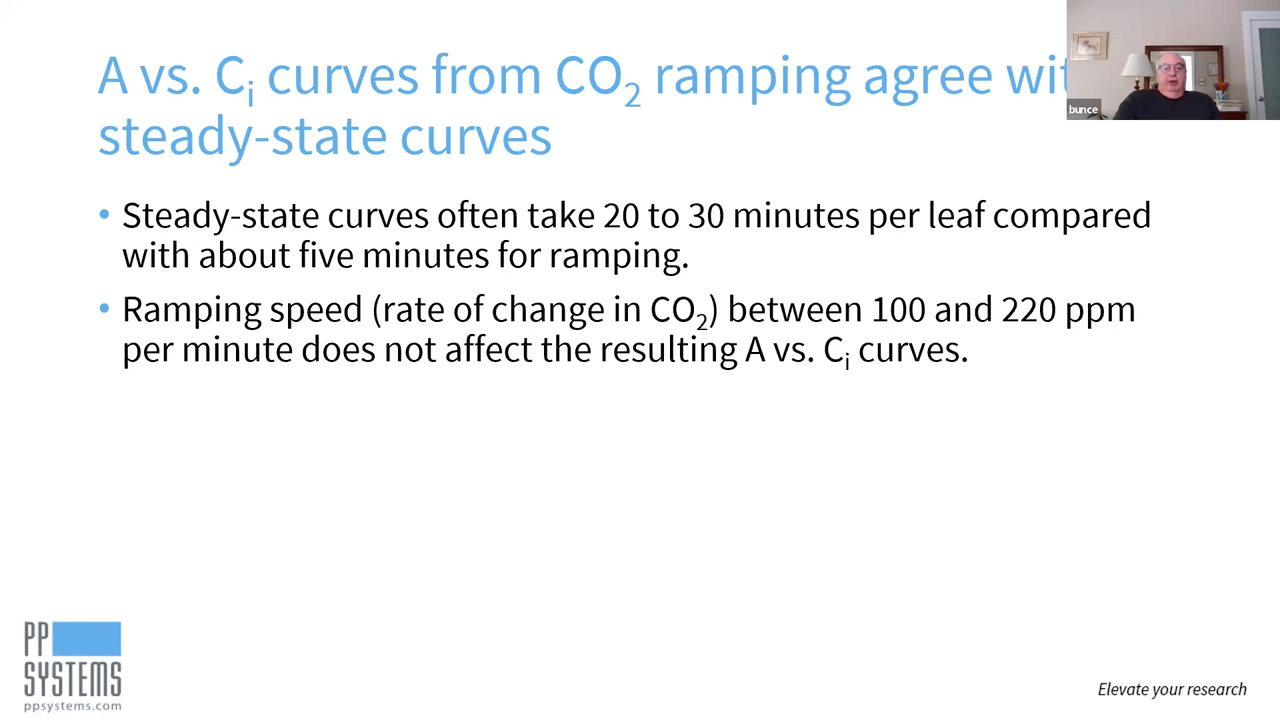 A vs. Cᵢ curves from CO₂ ramping agree wit
steady-state curves
bunce
• Steady-state curves often take 20 to 30 minutes per leaf compared
with about five minutes for ramping.
• Ramping speed (rate of change in CO₂) between 100 and 220 ppm
per minute does not affect the resulting A vs. Cᵢ curves.
PP
SYSTEMS
ppsystems.com
Elevate your research